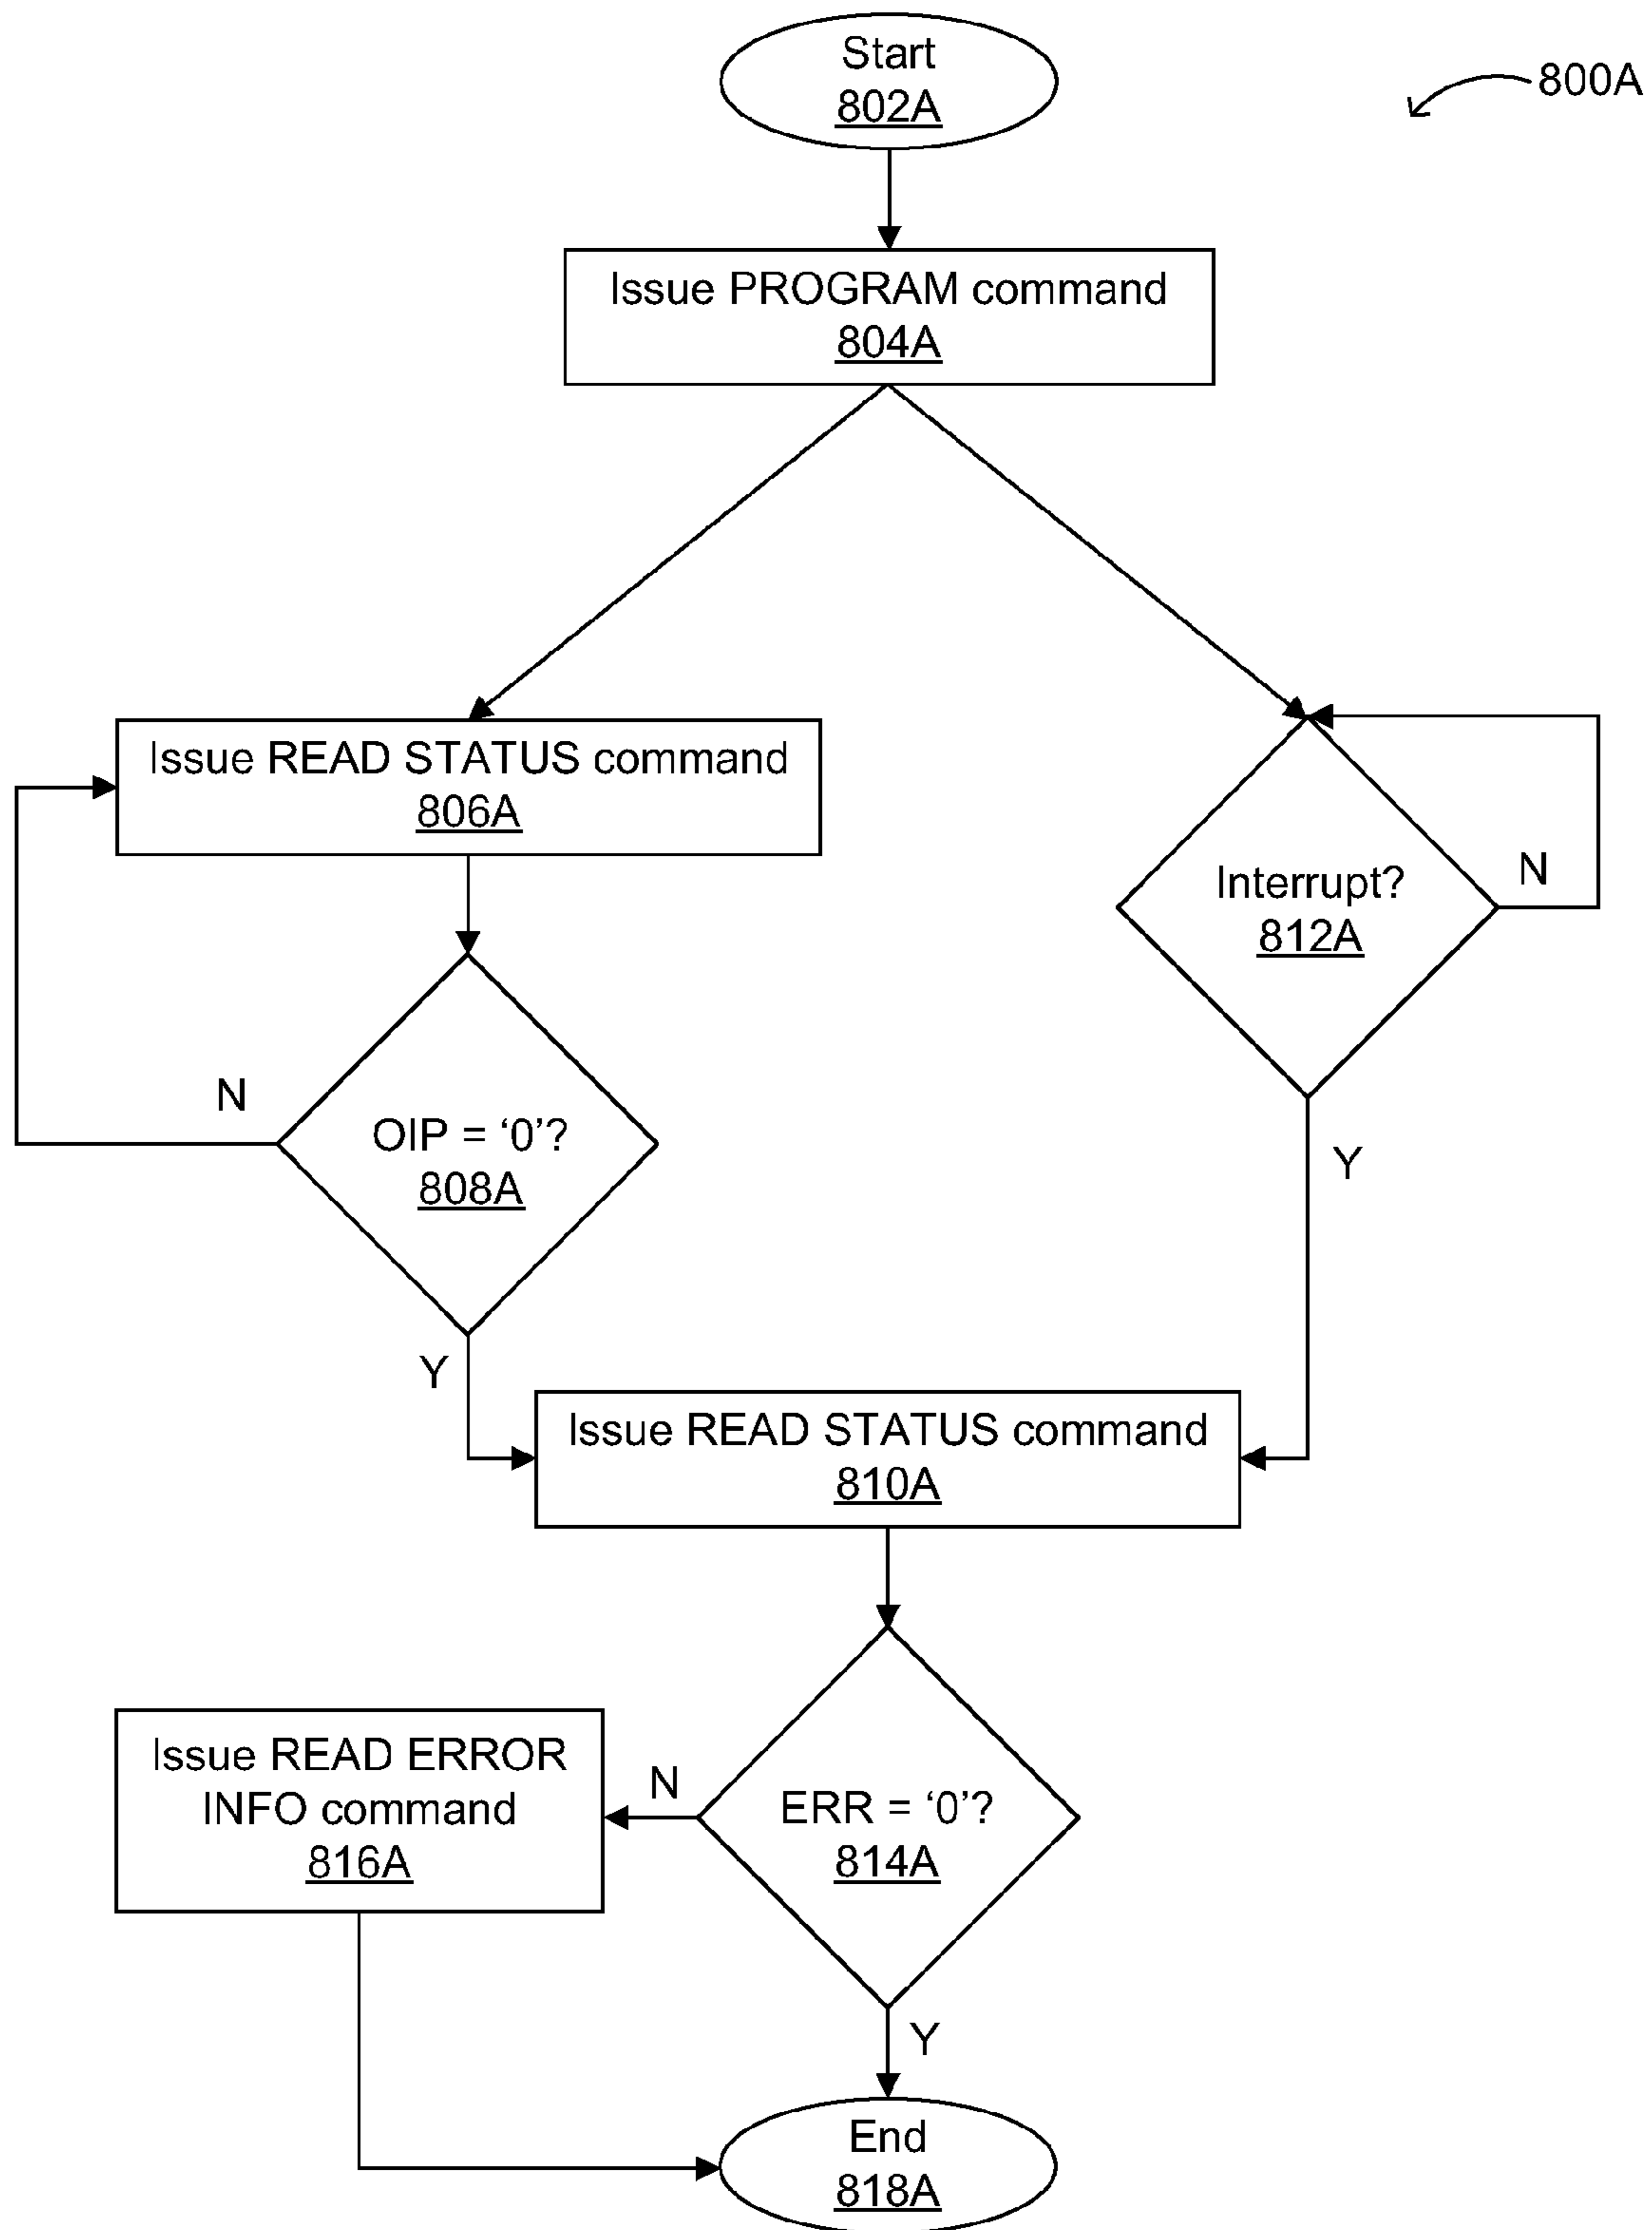 Start
802A
800A
Issue PROGRAM command
804A
Issue READ STATUS command
806A
Interrupt?
812A
N
N
OIP = ‘0’?
808A
Y
Y
Issue READ STATUS command
810A
Issue READ ERROR
INFO command
816A
N
ERR = ‘0’?
814A
Y
End
818A